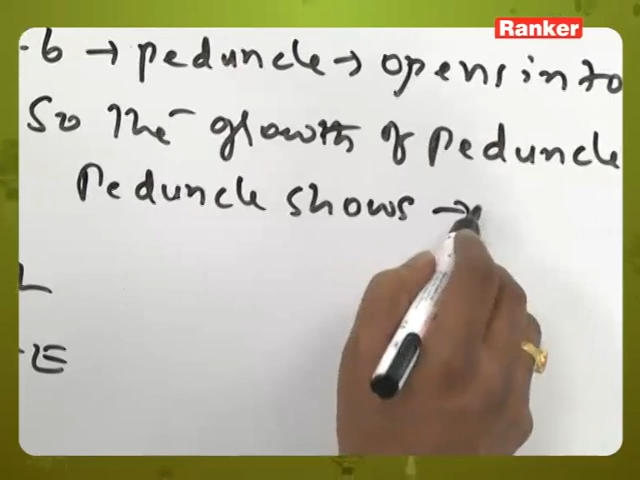 Ranker
-6 → peduncle → opens into
So the growth of peduncle
Peduncle shows →
L
-E